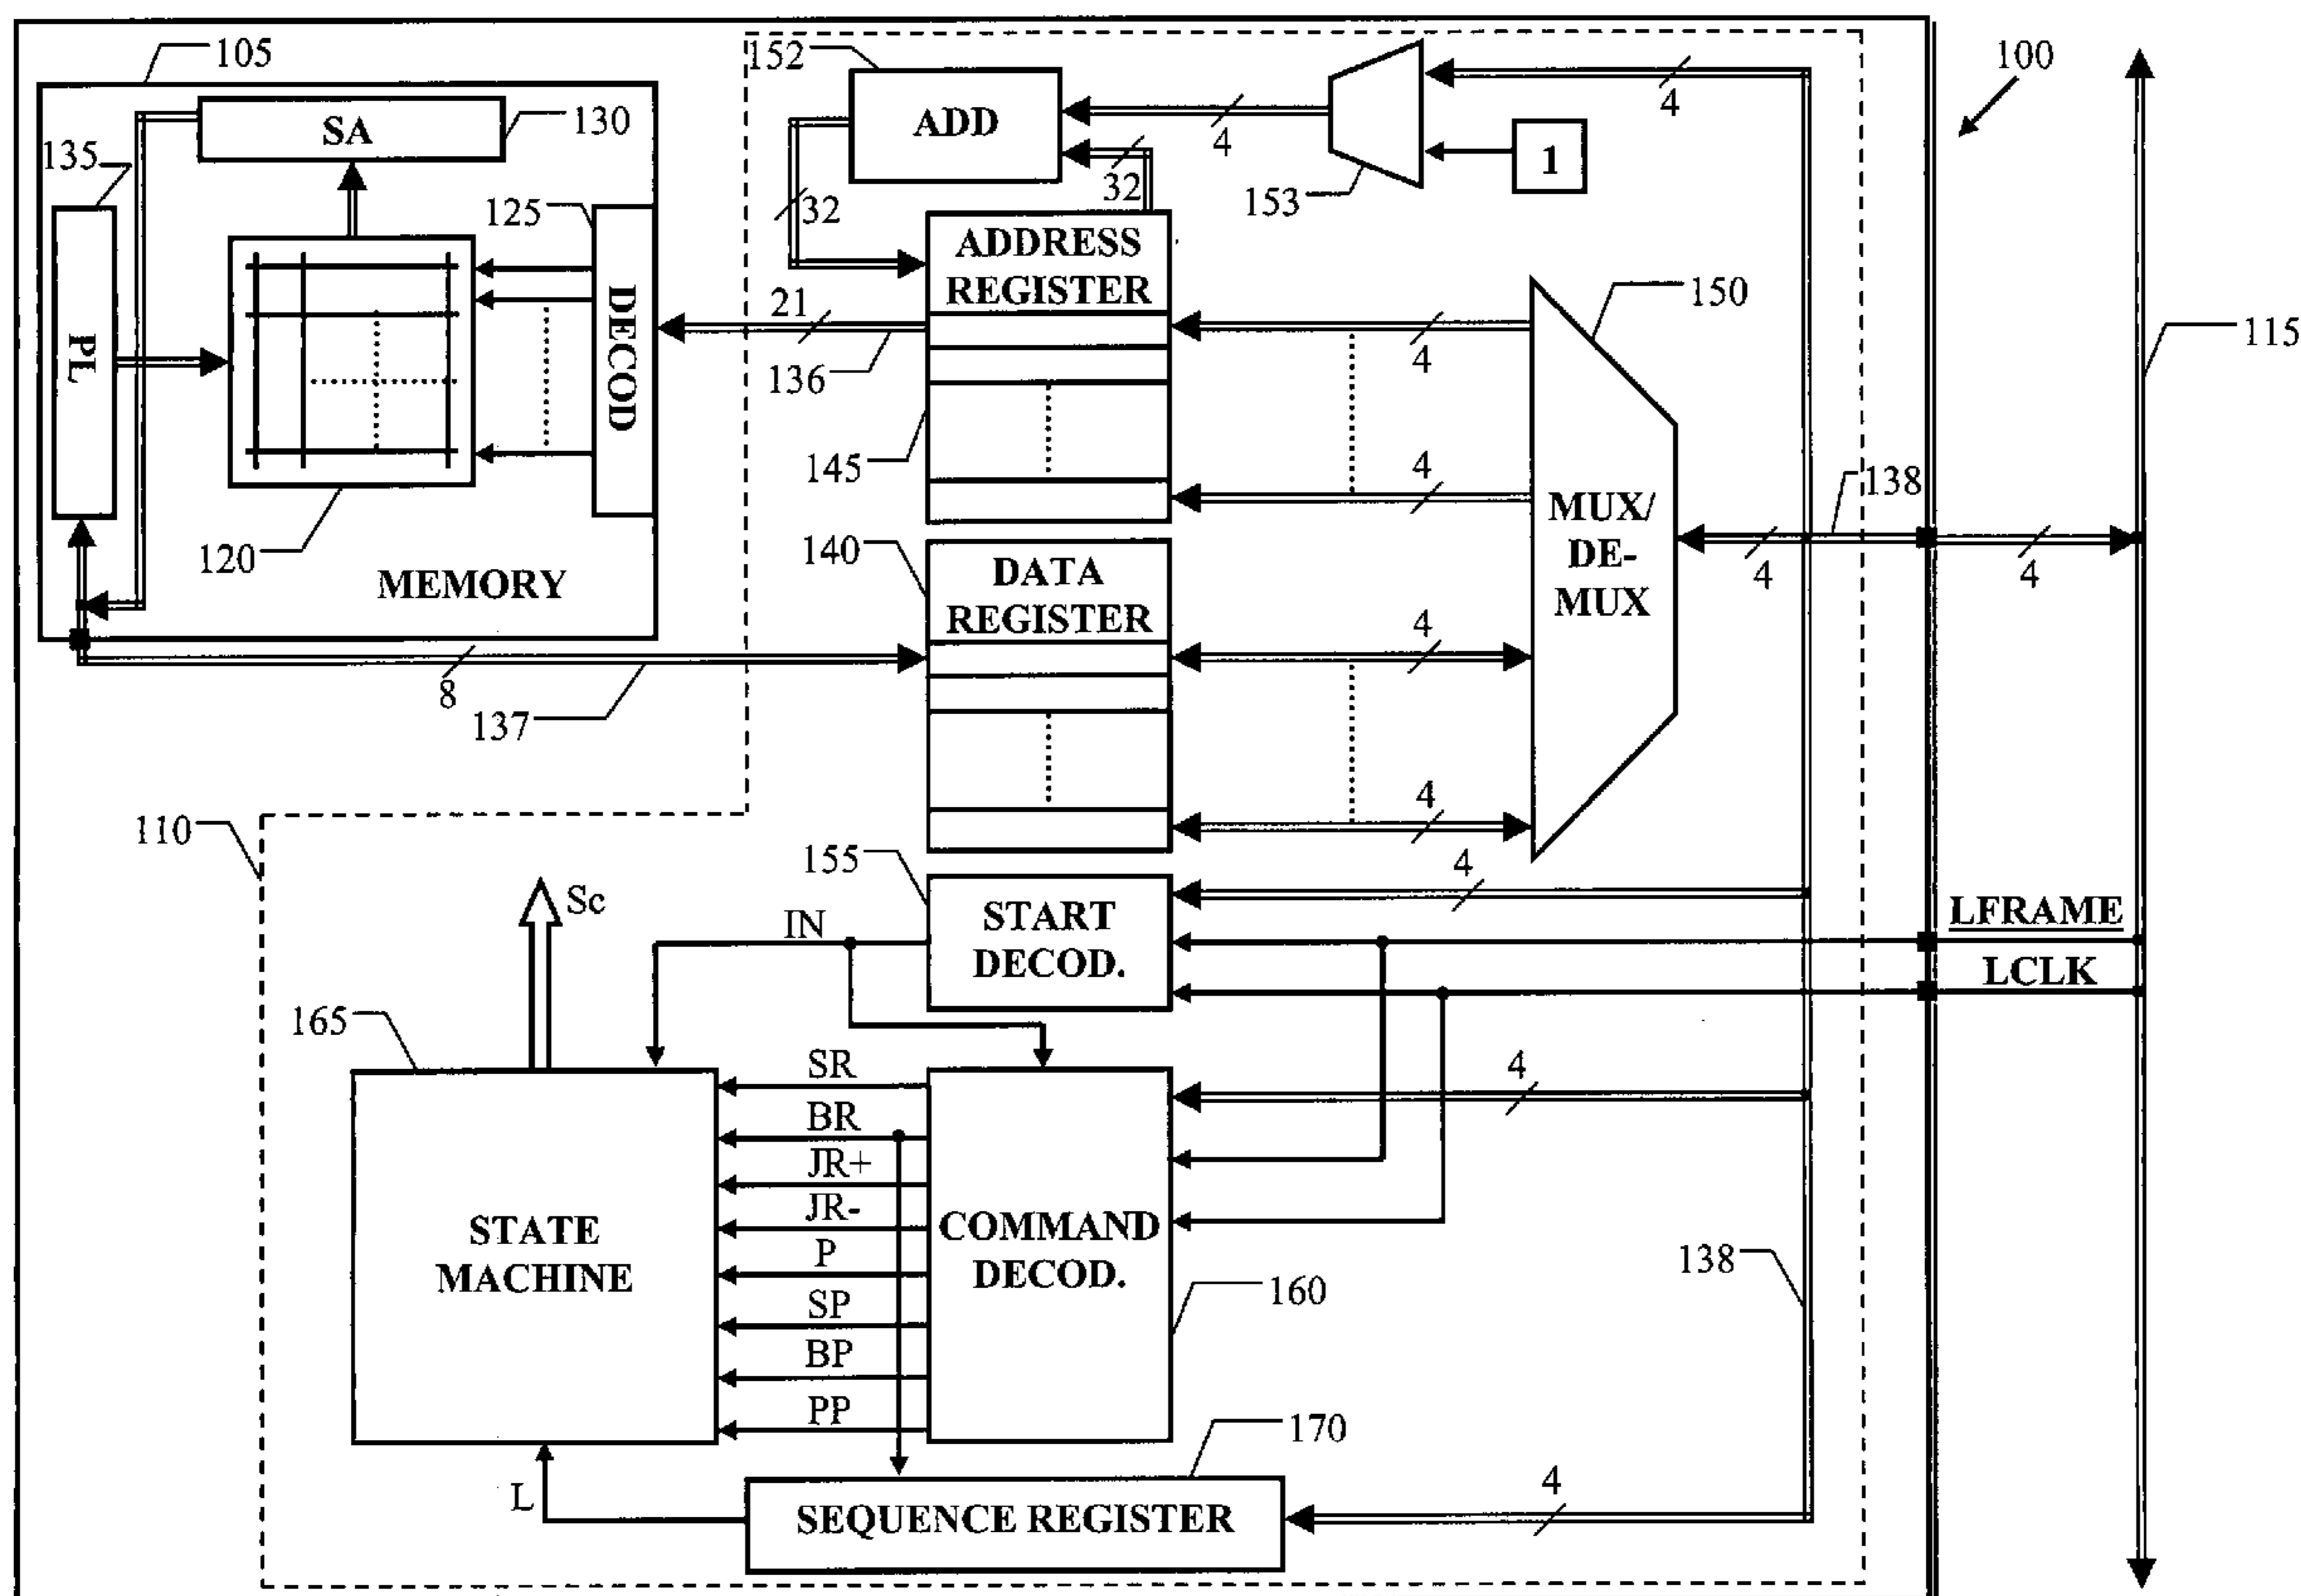 105
152
100
SA
130
ADD
4
4
135
1
32
32
153
125
ADDRESS
REGISTER
PL
DECOD
21
136
4
150
115
145
4
138
MUX/
DE-
MUX
4
4
120
MEMORY
140
DATA
REGISTER
4
8
137
4
110
155
4
Sc
IN
START
DECOD.
LFRAME
LCLK
165
SR
4
BR
JR+
JR-
P
SP
BP
PP
STATE
MACHINE
COMMAND
DECOD.
138
160
170
L
SEQUENCE REGISTER
4